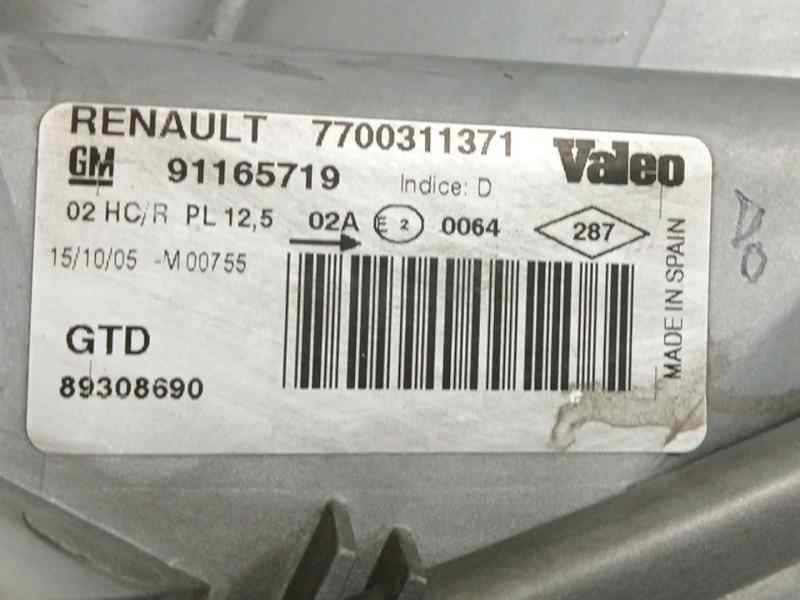 RENAULT 7700311371 Valeo
GM 91165719 Indice: D
02 HC/R PL 12,5 02A E 2 0064 287
15/10/05 -M00755
GTD
89308690
MADE IN SPAIN